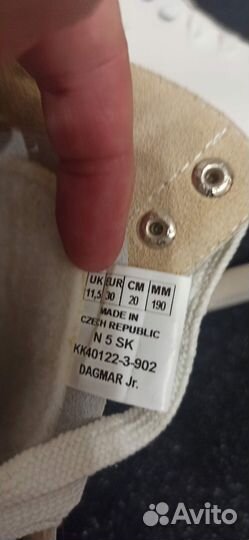 UK EUR CM MM
11,5 30 20 190
MADE IN
CZECH REPUBLIC
N 5 SK
KK40122-3-902
DAGMAR Jr.
Avito